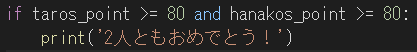 if taros_point >= 80 and hanakos_point >= 80:
    print('2人ともおめでとう！')